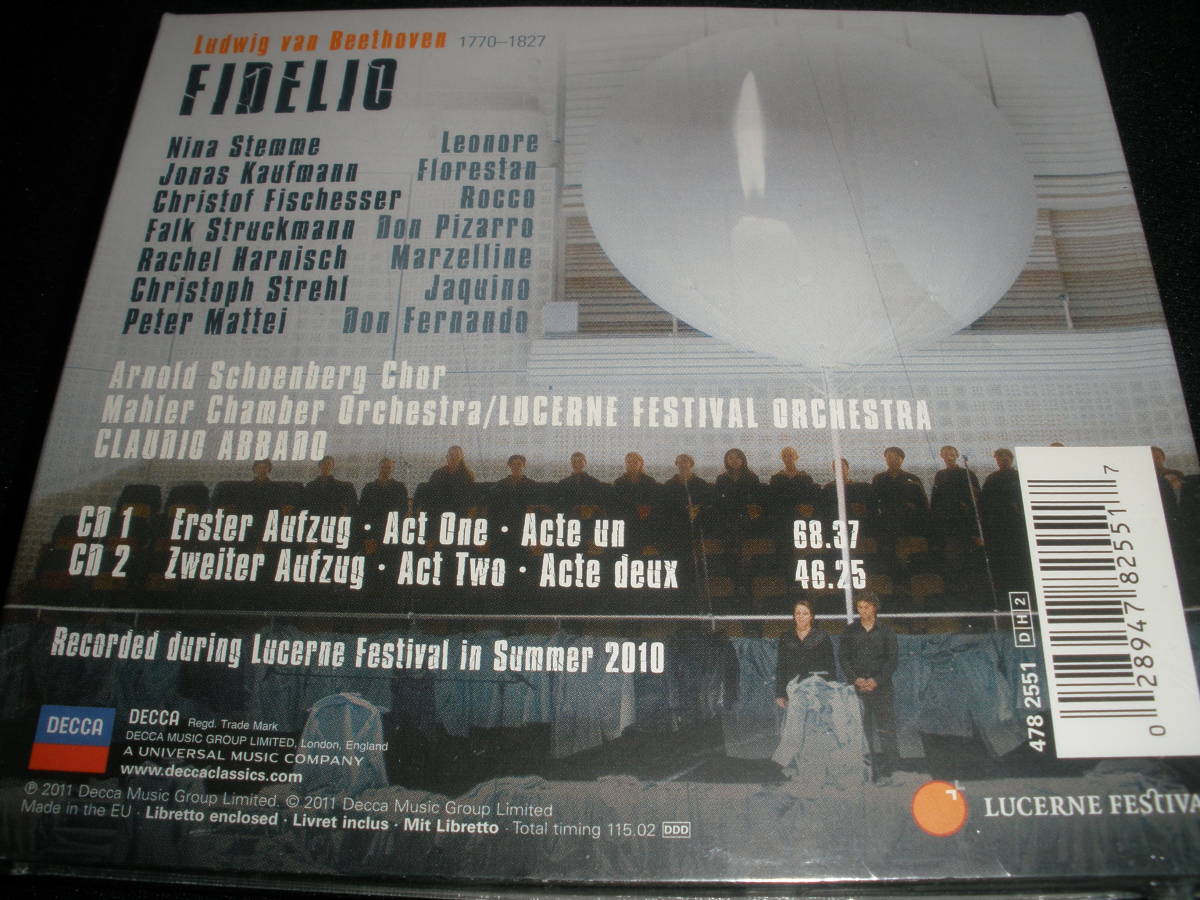 Ludwig van Beethoven 1770–1827
FIDELIO
Nina Stemme Leonore
Jonas Kaufmann Florestan
Christof Fischesser Rocco
Falk Struckmann Don Pizarro
Rachel Harnisch Marzelline
Christoph Strehl Jaquino
Peter Mattei Don Fernando
Arnold Schoenberg Chor
Mahler Chamber Orchestra/LUCERNE FESTIVAL ORCHESTRA
CLAUDIO ABBADO
CD 1 Erster Aufzug · Act One · Acte un 68.37
CD 2 Zweiter Aufzug · Act Two · Acte deux 46.25
Recorded during Lucerne Festival in Summer 2010
DECCA
DECCA Regd. Trade Mark
DECCA MUSIC GROUP LIMITED, London, England
A UNIVERSAL MUSIC COMPANY
www.deccaclassics.com
℗ 2011 Decca Music Group Limited. © 2011 Decca Music Group Limited
Made in the EU · Libretto enclosed · Livret inclus · Mit Libretto · Total timing 115.02 DDD
478 2551 DH2
0 28947 82551 7
LUCERNE FESTIVA